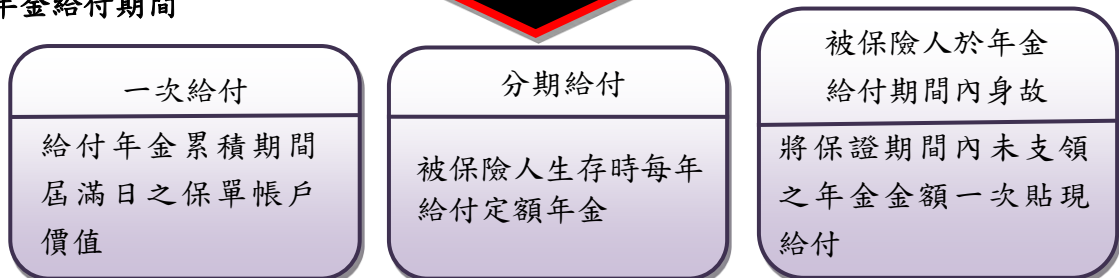 年金給付期間
一次給付
給付年金累積期間
屆滿日之保單帳戶
價值
分期給付
被保險人生存時每年
給付定額年金
被保險人於年金
給付期間內身故
將保證期間內未支領
之年金金額一次貼現
給付